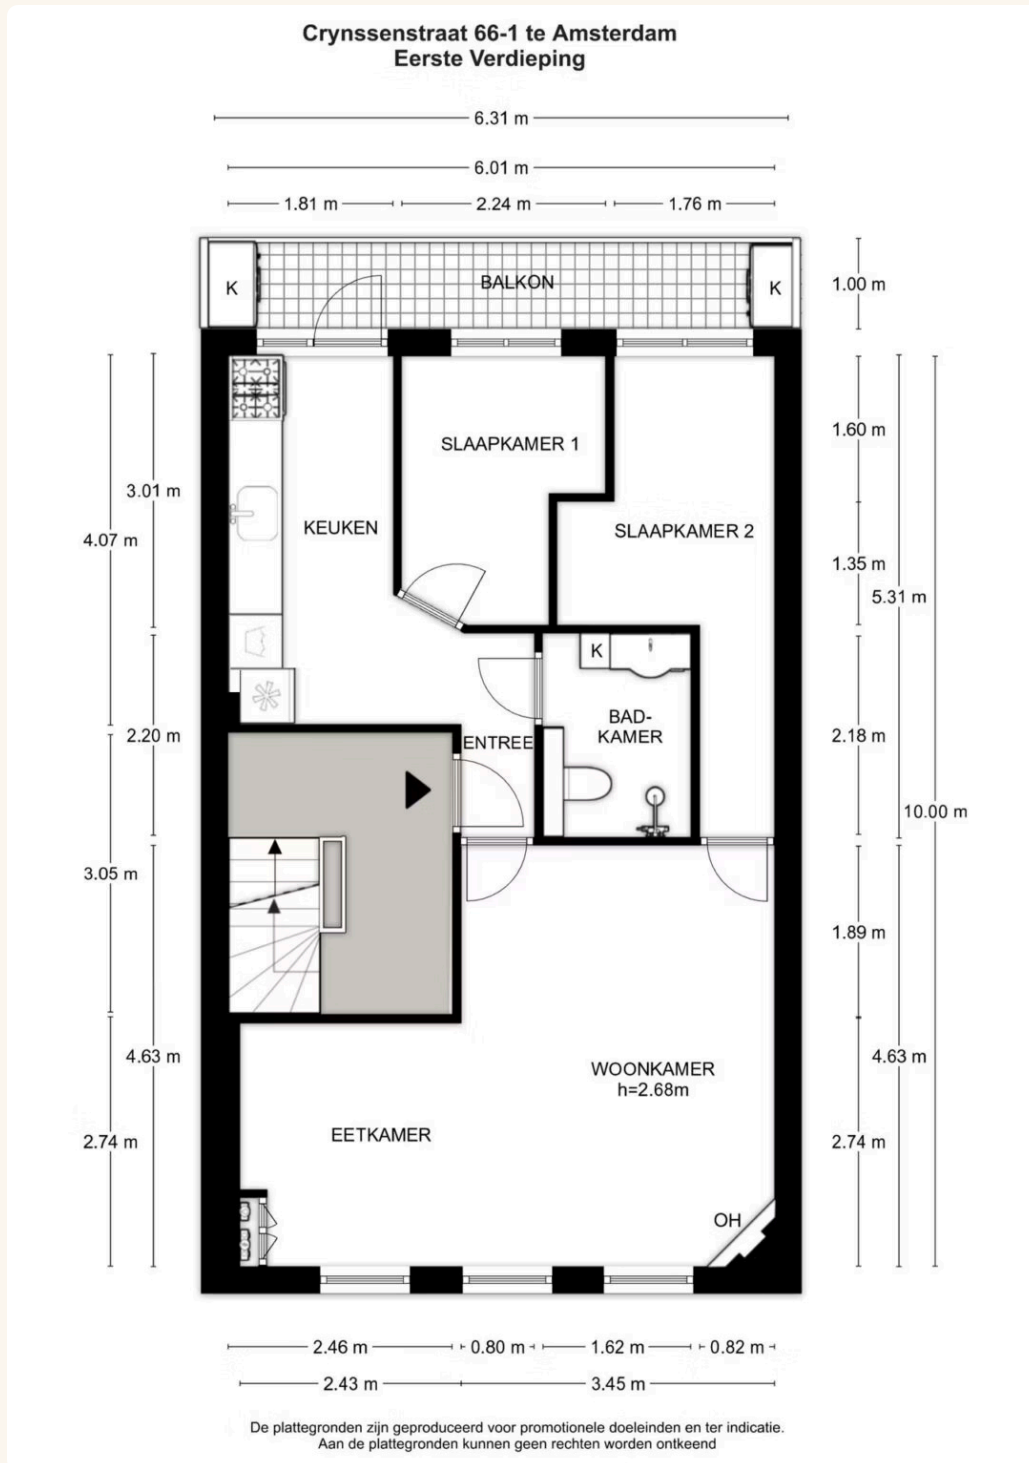 Crynssenstraat 66-1 te Amsterdam
Eerste Verdieping
6.31 m
6.01 m
1.81 m
2.24 m
1.76 m
K
BALKON
K
1.00 m
SLAAPKAMER 1
1.60 m
3.01 m
KEUKEN
SLAAPKAMER 2
4.07 m
1.35 m
5.31 m
K
BAD-
KAMER
2.20 m
ENTREE
2.18 m
10.00 m
3.05 m
1.89 m
4.63 m
WOONKAMER
h=2.68m
4.63 m
EETKAMER
2.74 m
2.74 m
OH
2.46 m
0.80 m
1.62 m
0.82 m
2.43 m
3.45 m
De plattegronden zijn geproduceerd voor promotionele doeleinden en ter indicatie.
Aan de plattegronden kunnen geen rechten worden ontkeend